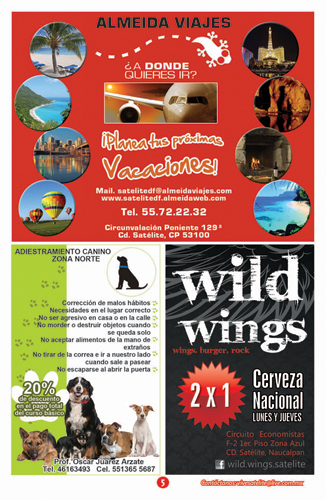 ALMEIDA VIAJES
¿A DONDE
QUIERES IR?
¡Planea tus próximas
Vacaciones!
Mail. satelitedf@almeidaviajes.com
www.satelitedf.almeidaweb.com
Tel. 55.72.22.32
Circunvalación Poniente 129ª
Cd. Satélite, CP 53100
ADIESTRAMIENTO CANINO
ZONA NORTE
Corrección de malos hábitos
Necesidades en el lugar correcto
No ser agresivo en casa o en la calle
No morder o destruir objetos cuando
se queda solo
No aceptar alimentos de la mano de
extraños
No tirar de la correa e ir a nuestro lado
cuando sale a pasear
No escaparse al abrir la puerta
20%
de descuento
en el pago total
del curso básico
Prof. Oscar Juárez Arzate
Tel. 46163493 Cel. 551365 5687
wild
wings
wings, burger, rock
2 x 1
Cerveza
Nacional
LUNES Y JUEVES
Circuito Economistas
F-2 1er. Piso Zona Azul
CD. Satélite, Naucalpan
f wild.wings.satelite
5